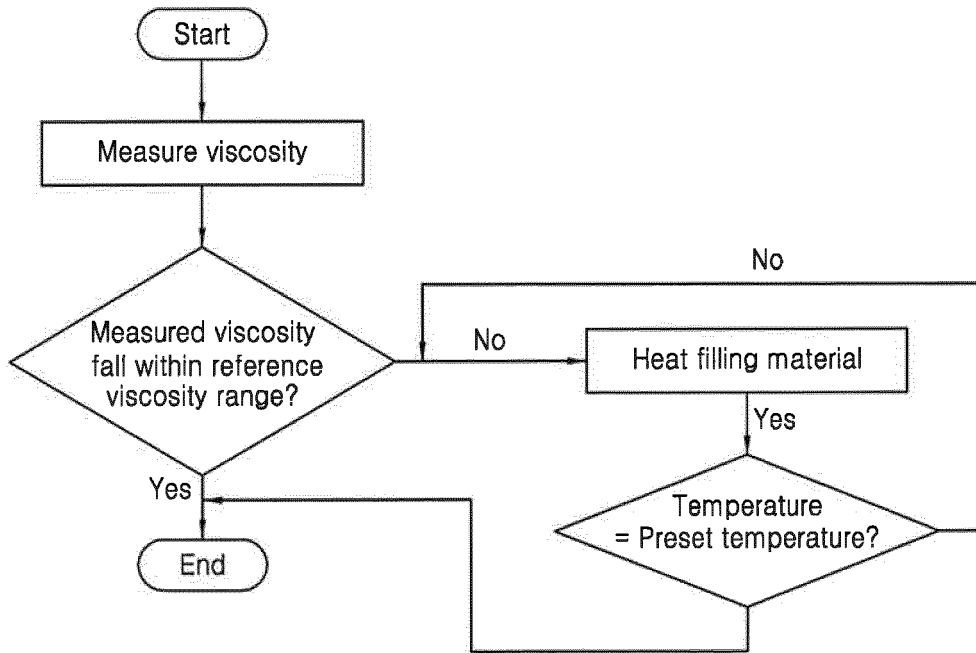 Start
Measure viscosity
Measured viscosity
fall within reference
viscosity range?
No
No
Heat filling material
Yes
Temperature
= Preset temperature?
Yes
End